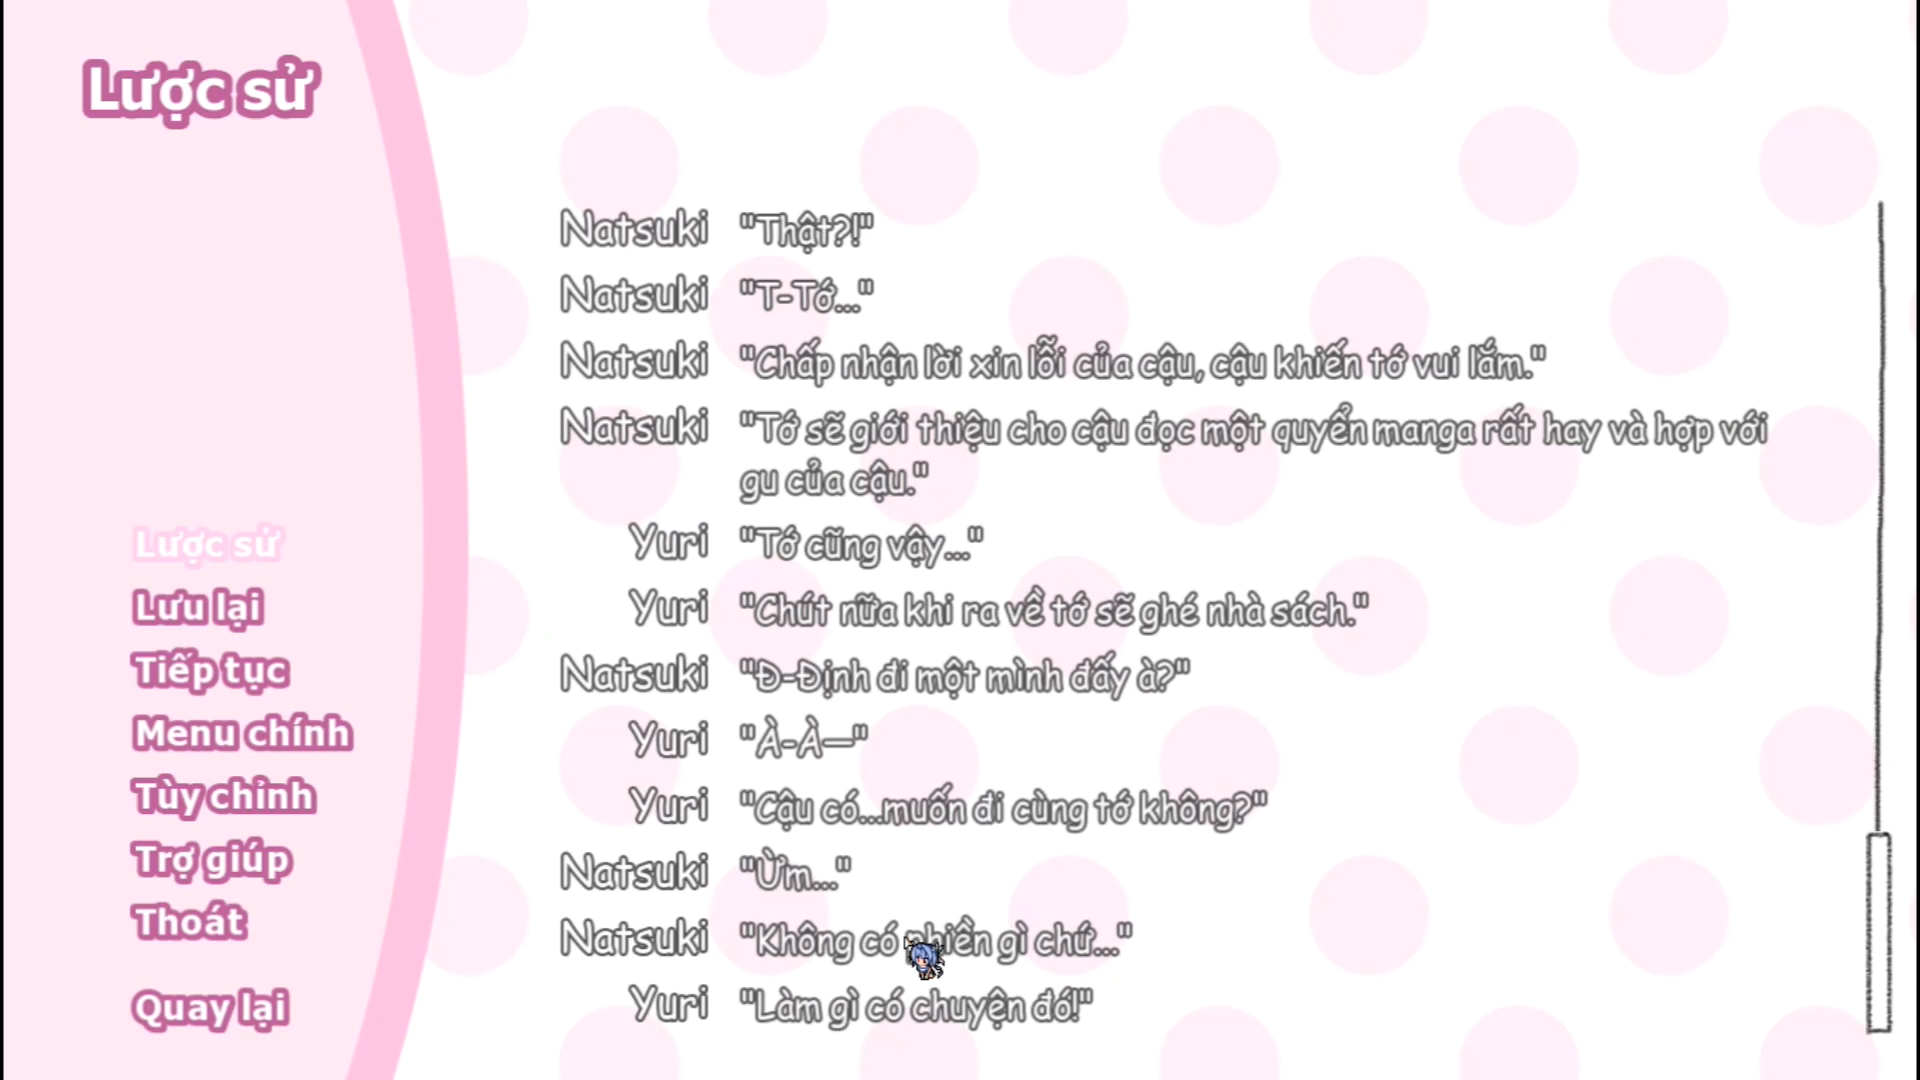 Lược sử
Natsuki "Thật?!"
Natsuki "T-Tớ..."
Natsuki "Chấp nhận lời xin lỗi của cậu, cậu khiến tớ vui lắm."
Natsuki "Tớ sẽ giới thiệu cho cậu đọc một quyển manga rất hay và hợp với
gu của cậu."
Yuri "Tớ cũng vậy..."
Yuri "Chút nữa khi ra về tớ sẽ ghé nhà sách."
Natsuki "Đ-Định đi một mình đấy à?"
Yuri "À-À—"
Yuri "Cậu có...muốn đi cùng tớ không?"
Natsuki "Ừm..."
Natsuki "Không có phiền gì chứ..."
Yuri "Làm gì có chuyện đó!"
Lược sử
Lưu lại
Tiếp tục
Menu chính
Tùy chỉnh
Trợ giúp
Thoát
Quay lại